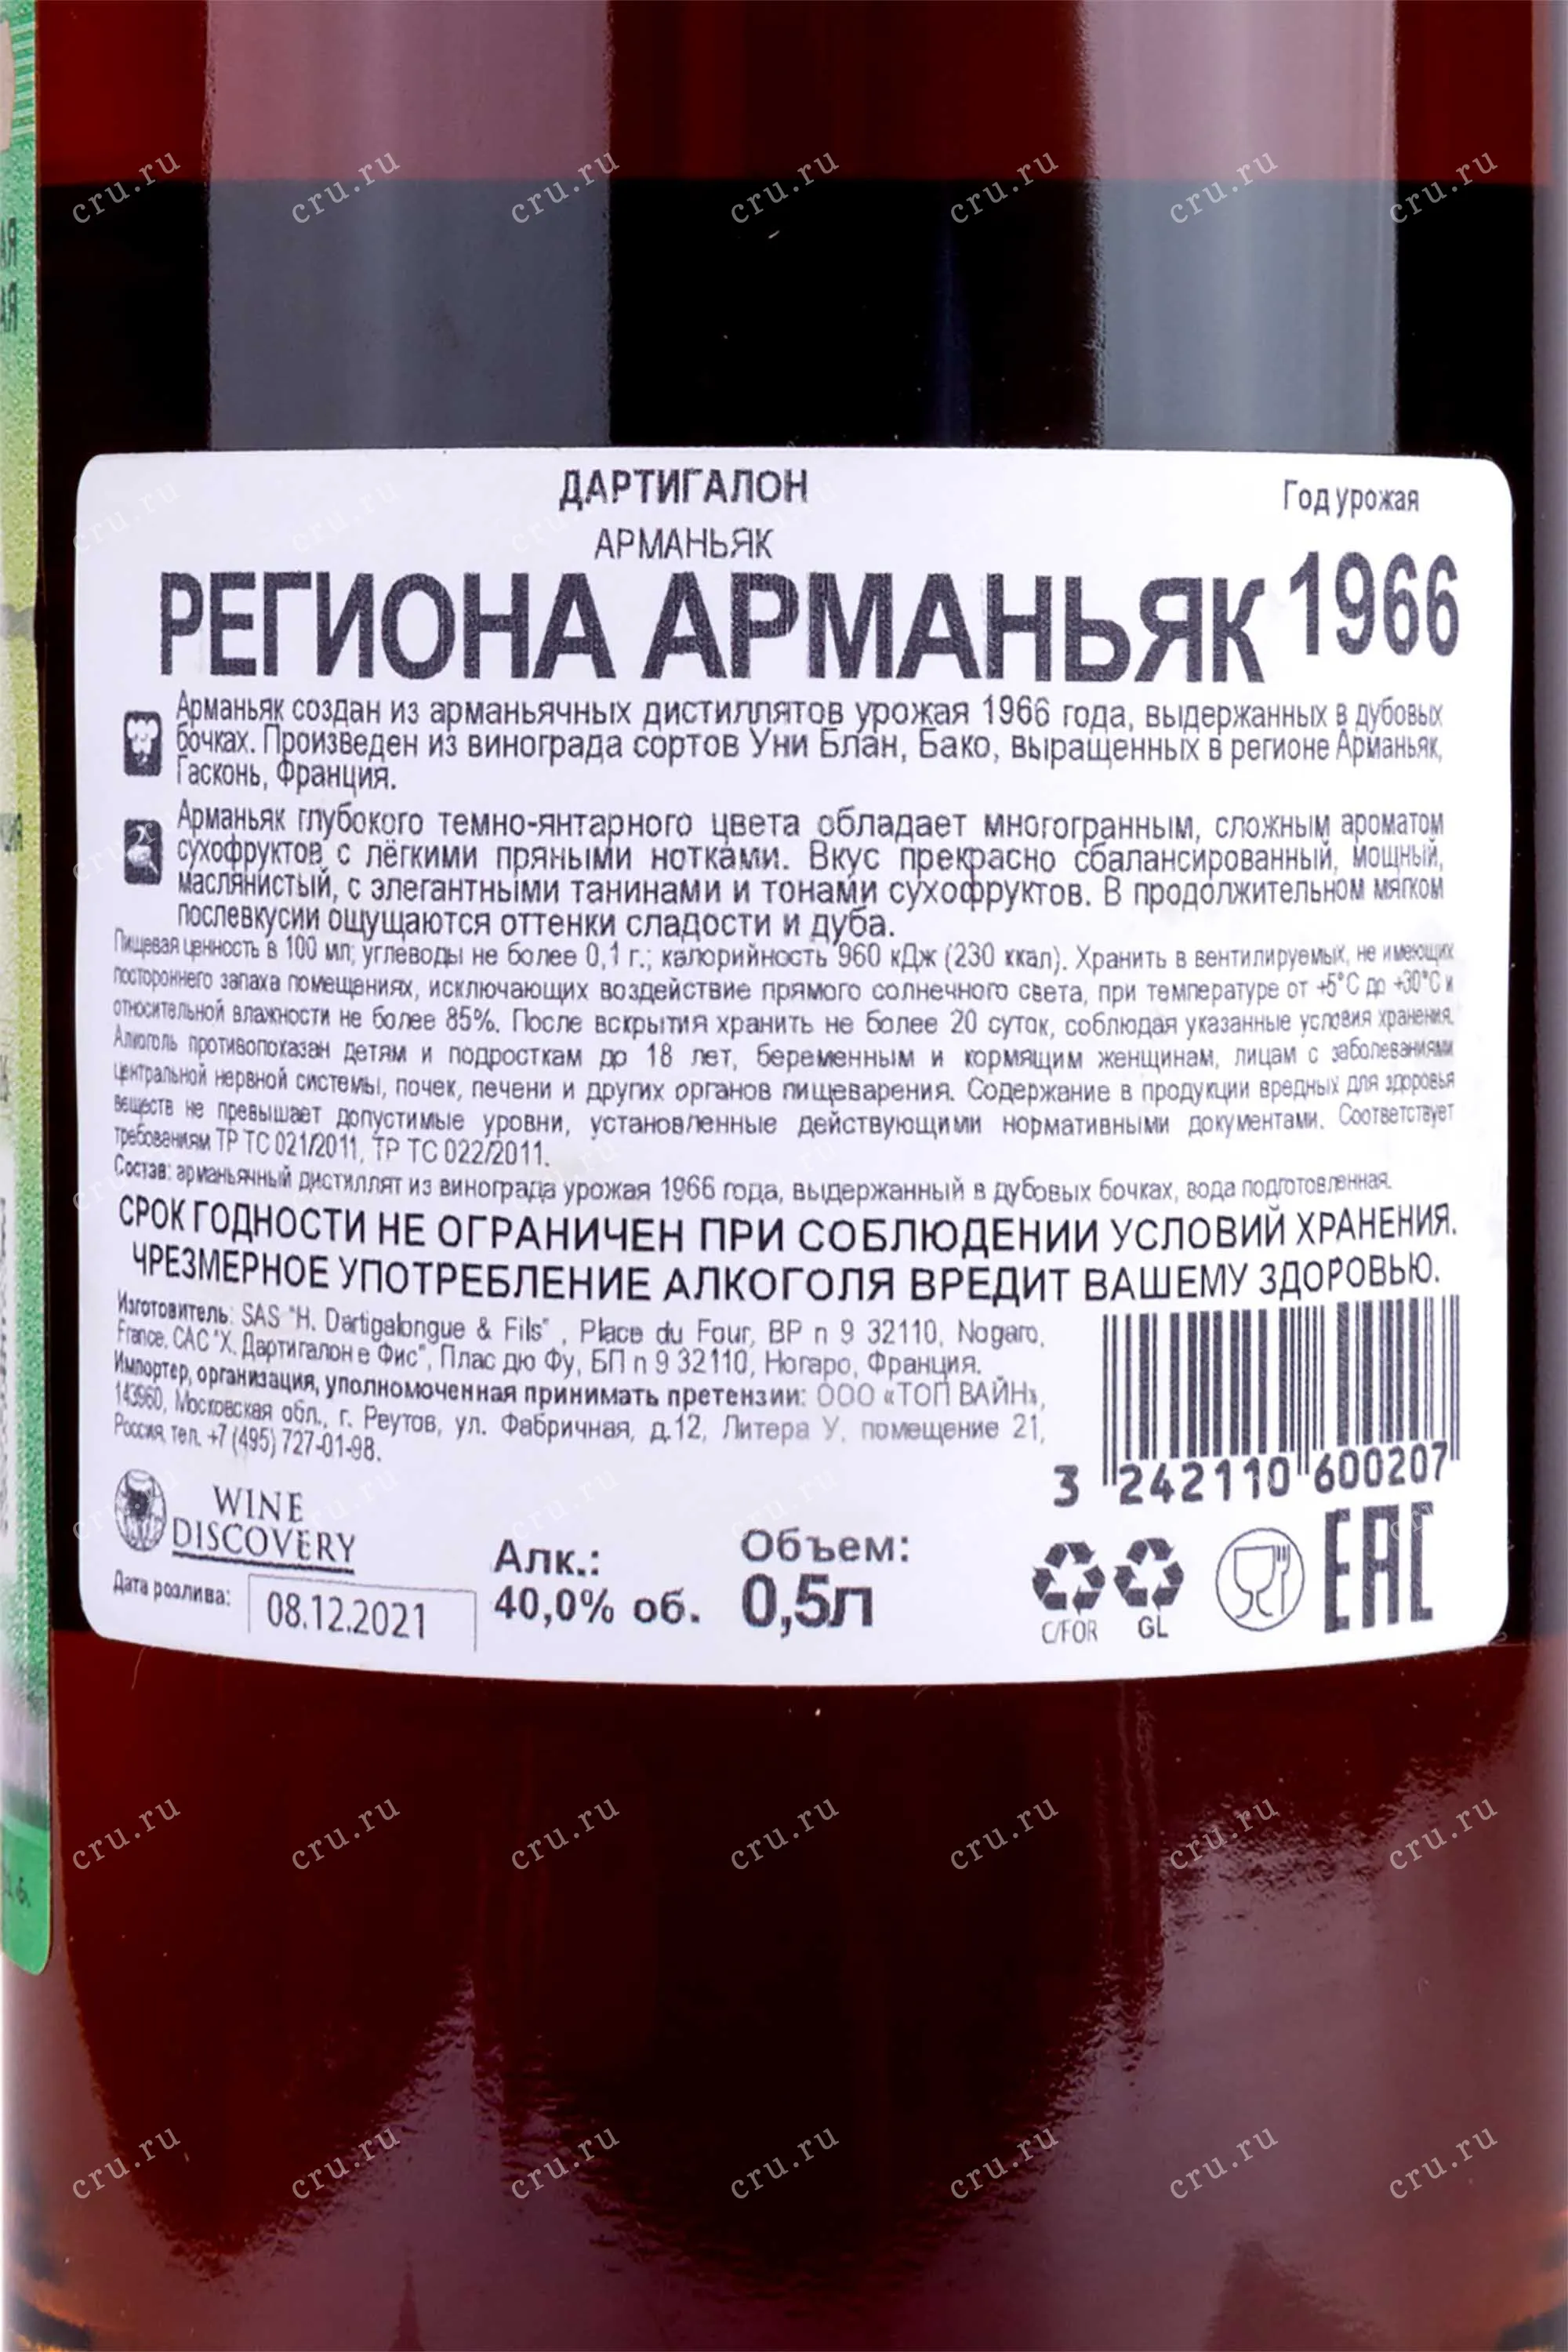 ДАРТИГАЛОН
АРМАНЬЯК
РЕГИОНА АРМАНЬЯК
Год урожая
1966
Арманьяк создан из арманьячных дистиллятов урожая 1966 года, выдержанных в дубовых
бочках. Произведен из винограда сортов Уни Блан, Бако, выращенных в регионе Арманьяк,
Гасконь, Франция.
Арманьяк глубокого темно-янтарного цвета обладает многогранным, сложным ароматом
сухофруктов с лёгкими пряными нотками. Вкус прекрасно сбалансированный, мощный,
маслянистый, с элегантными танинами и тонами сухофруктов. В продолжительном мягком
послевкусии ощущаются оттенки сладости и дуба.
Пищевая ценность в 100 мл; углеводы не более 0,1 г.; калорийность 960 кДж (230 ккал). Хранить в вентилируемых, не имеющих
постороннего запаха помещениях, исключающих воздействие прямого солнечного света, при температуре от +5°С до +30°С и
относительной влажности не более 85%. После вскрытия хранить не более 20 суток, соблюдая указанные условия хранения.
Алкоголь противопоказан детям и подросткам до 18 лет, беременным и кормящим женщинам, лицам с заболеваниями
центральной нервной системы, почек, печени и других органов пищеварения. Содержание в продукции вредных для здоровья
веществ не превышает допустимые уровни, установленные действующими нормативными документами. Соответствует
требованиям ТР ТС 021/2011, ТР ТС 022/2011.
Состав: арманьячный дистиллят из винограда урожая 1966 года, выдержанный в дубовых бочках, вода подготовленная.
СРОК ГОДНОСТИ НЕ ОГРАНИЧЕН ПРИ СОБЛЮДЕНИИ УСЛОВИЙ ХРАНЕНИЯ.
ЧРЕЗМЕРНОЕ УПОТРЕБЛЕНИЕ АЛКОГОЛЯ ВРЕДИТ ВАШЕМУ ЗДОРОВЬЮ.
Изготовитель: SAS "H. Dartigalongue & Fils" , Place du Four, BP n 9 32110, Nogaro,
France, САС "Х. Дартигалон е Фис", Плас дю Фу, БП n 9 32110, Ногаро, Франция.
Импортер, организация, уполномоченная принимать претензии: ООО «ТОП ВАЙН»,
143960, Московская обл., г. Реутов, ул. Фабричная, д.12, Литера У, помещение 21,
Россия, тел. +7 (495) 727-01-98.
3 242110 600207
WINE
DISCOVERY
Дата розлива:
08.12.2021
Алк.:
40,0% об.
Объем:
0,5л
C/FOR
GL
EAC
cru.ru